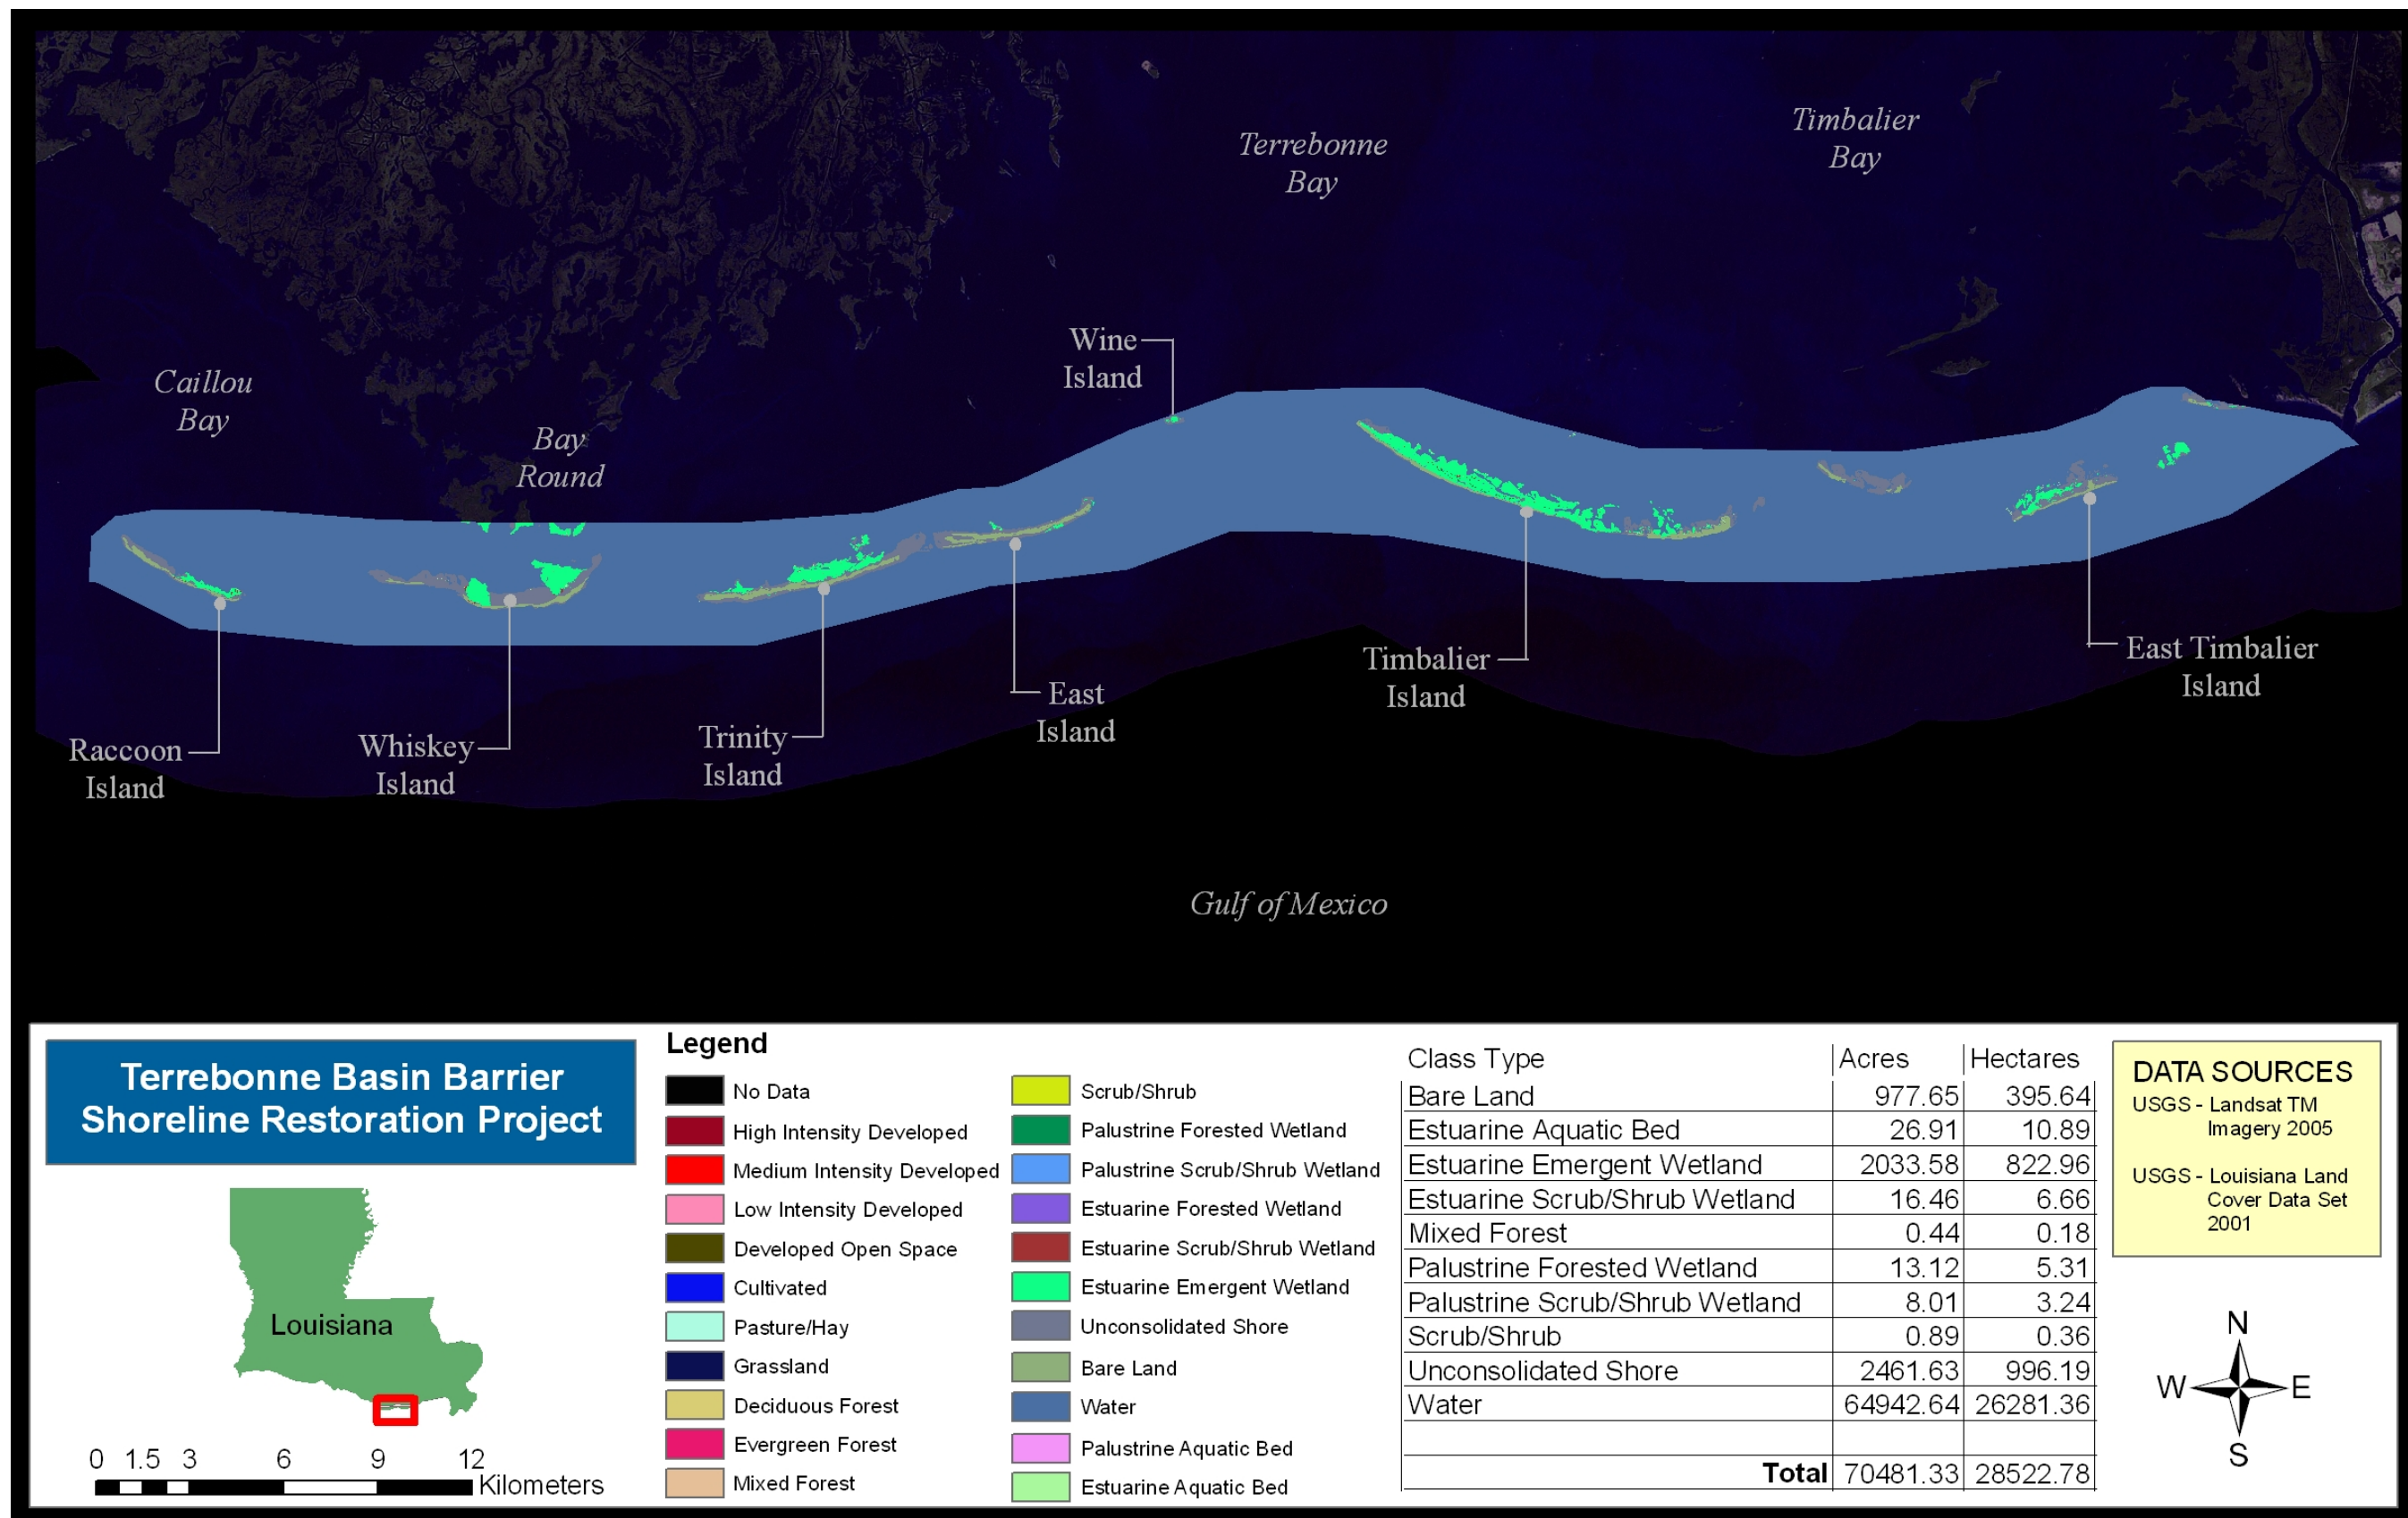 Timbalier
Bay
Terrebonne
Bay
Wine
Island
Caillou
Bay
Bay
Round
Timbalier
Island
East Timbalier
Island
East
Island
Trinity
Island
Whiskey
Island
Raccoon
Island
Gulf of Mexico
Terrebonne Basin Barrier
Shoreline Restoration Project
Louisiana
0 1.5 3 6 9 12
Kilometers
Legend
No Data
High Intensity Developed
Medium Intensity Developed
Low Intensity Developed
Developed Open Space
Cultivated
Pasture/Hay
Grassland
Deciduous Forest
Evergreen Forest
Mixed Forest
Scrub/Shrub
Palustrine Forested Wetland
Palustrine Scrub/Shrub Wetland
Estuarine Forested Wetland
Estuarine Scrub/Shrub Wetland
Estuarine Emergent Wetland
Unconsolidated Shore
Bare Land
Water
Palustrine Aquatic Bed
Estuarine Aquatic Bed
Class Type Acres Hectares
Bare Land 977.65 395.64
Estuarine Aquatic Bed 26.91 10.89
Estuarine Emergent Wetland 2033.58 822.96
Estuarine Scrub/Shrub Wetland 16.46 6.66
Mixed Forest 0.44 0.18
Palustrine Forested Wetland 13.12 5.31
Palustrine Scrub/Shrub Wetland 8.01 3.24
Scrub/Shrub 0.89 0.36
Unconsolidated Shore 2461.63 996.19
Water 64942.64 26281.36
Total 70481.33 28522.78
DATA SOURCES
USGS - Landsat TM
Imagery 2005
USGS - Louisiana Land
Cover Data Set
2001
N
W E
S